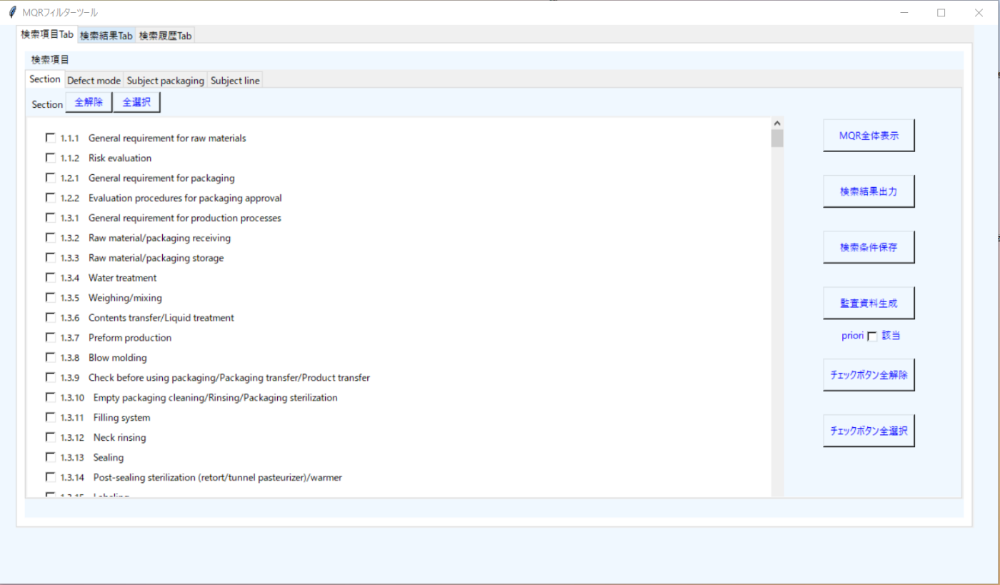 MQRフィルターツール
検索項目Tab 検索結果Tab 検索履歴Tab
検索項目
Section Defect mode Subject packaging Subject line
Section 全解除 全選択
1.1.1 General requirement for raw materials
1.1.2 Risk evaluation
1.2.1 General requirement for packaging
1.2.2 Evaluation procedures for packaging approval
1.3.1 General requirement for production processes
1.3.2 Raw material/packaging receiving
1.3.3 Raw material/packaging storage
1.3.4 Water treatment
1.3.5 Weighing/mixing
1.3.6 Contents transfer/Liquid treatment
1.3.7 Preform production
1.3.8 Blow molding
1.3.9 Check before using packaging/Packaging transfer/Product transfer
1.3.10 Empty packaging cleaning/Rinsing/Packaging sterilization
1.3.11 Filling system
1.3.12 Neck rinsing
1.3.13 Sealing
1.3.14 Post-sealing sterilization (retort/tunnel pasteurizer)/warmer
1.3.15 Labeling
MQR全体表示
検索結果出力
検索条件保存
監査資料生成
priori 該当
チェックボタン全解除
チェックボタン全選択